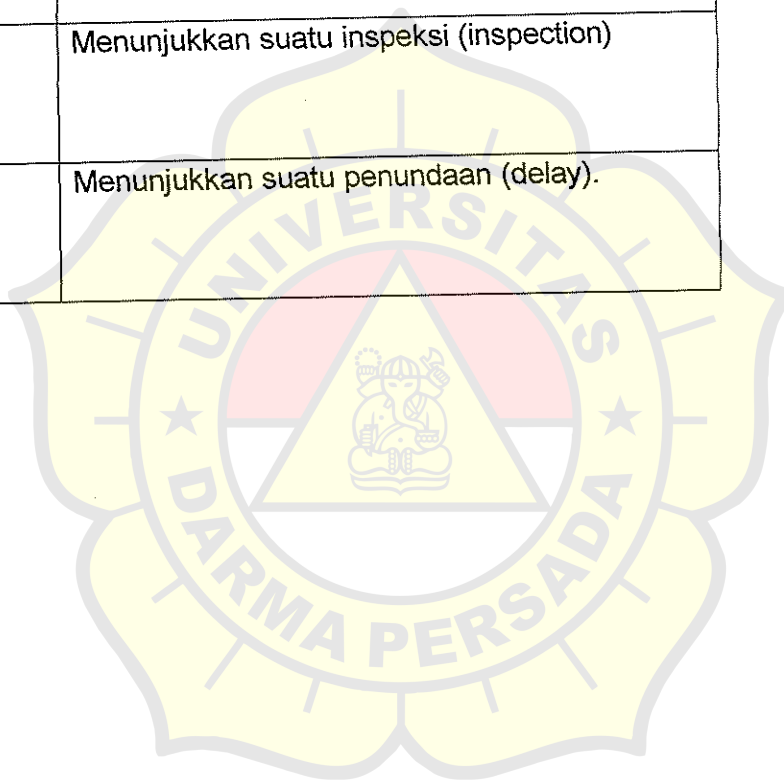 Menunjukkan suatu inspeksi (inspection)
Menunjukkan suatu penundaan (delay).
UNIVERSITAS
DARMA PERSADA